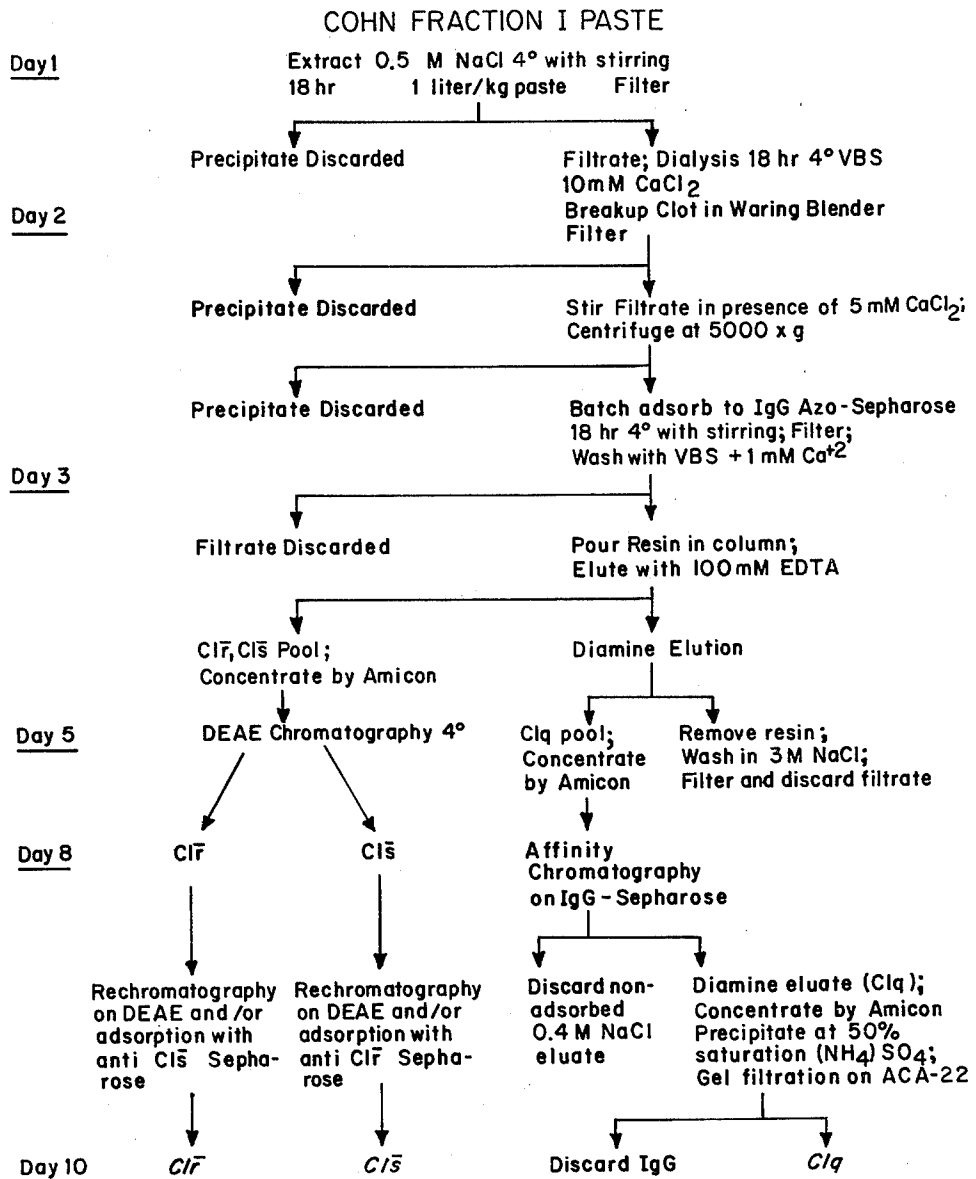 COHN FRACTION I PASTE
Day 1
Extract 0.5 M NaCl 4° with stirring
18 hr 1 liter/kg paste Filter
Precipitate Discarded
Filtrate; Dialysis 18 hr 4° VBS
10mM CaCl2
Day 2
Breakup Clot in Waring Blender
Filter
Precipitate Discarded
Stir Filtrate in presence of 5 mM CaCl2;
Centrifuge at 5000 x g
Precipitate Discarded
Batch adsorb to IgG Azo-Sepharose
18 hr 4° with stirring; Filter;
Wash with VBS + 1 mM Ca+2
Day 3
Filtrate Discarded
Pour Resin in column;
Elute with 100 mM EDTA
C1r̅, C1s̅ Pool;
Concentrate by Amicon
Diamine Elution
Day 5
DEAE Chromatography 4°
C1q pool;
Concentrate
by Amicon
Remove resin;
Wash in 3 M NaCl;
Filter and discard filtrate
Day 8
C1r̅
C1s̅
Affinity
Chromatography
on IgG - Sepharose
Rechromatography
on DEAE and /or
adsorption with
anti C1s̅ Sepha-
rose
Rechromatography
on DEAE and/or
adsorption with
anti C1r̅ Sepha-
rose
Discard non-
adsorbed
0.4 M NaCl
eluate
Diamine eluate (C1q);
Concentrate by Amicon
Precipitate at 50%
saturation (NH4) SO4;
Gel filtration on ACA-22
Day 10
C1r̅
C1s̅
Discard IgG
C1q